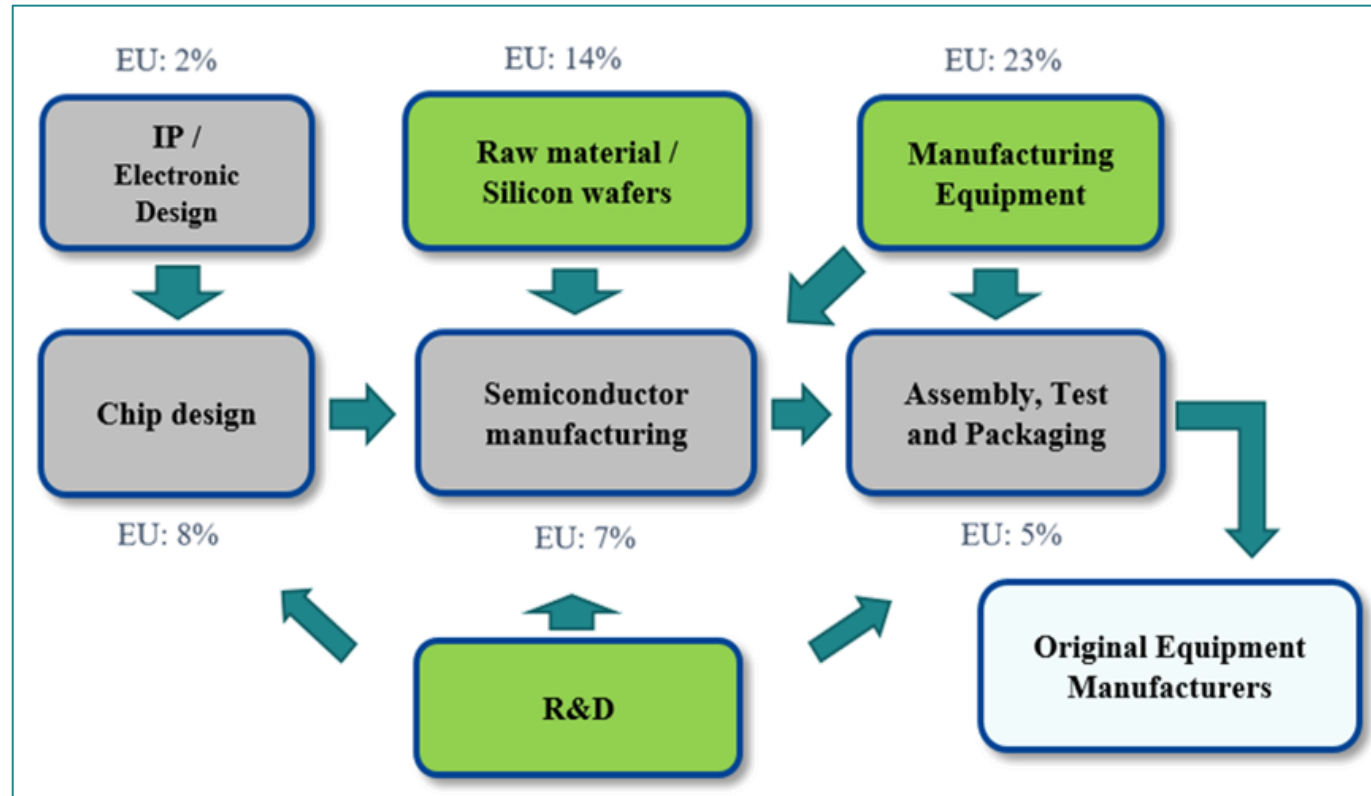 EU: 2%
EU: 14%
EU: 23%
IP /
Electronic
Design
Raw material /
Silicon wafers
Manufacturing
Equipment
Chip design
Semiconductor
manufacturing
Assembly, Test
and Packaging
EU: 8%
EU: 7%
EU: 5%
R&D
Original Equipment
Manufacturers